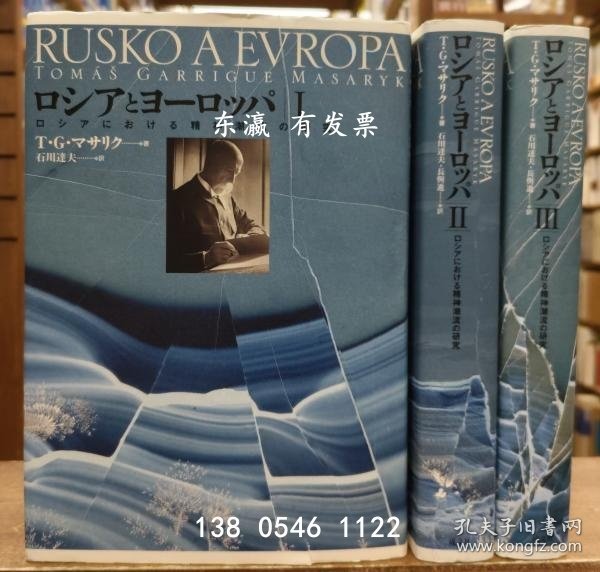 RUSKO A EVROPA
TOMÁŠ GARRIGUE MASARYK
ロシアとヨーロッパ I
ロシアにおける精
の
东瀛 有发票
T・G・マサリク 著
石川達夫 訳
RUSKO A EVROPA
T・G・マサリク 著
石川達夫・長與進 訳
ロシアとヨーロッパ II
ロシアにおける精神潮流の研究
RUSKO A EVROPA
T・G・マサリク 著
石川達夫・長與進 訳
ロシアとヨーロッパ III
ロシアにおける精神潮流の研究
138 0546 1122
孔夫子旧书网
www.kongfz.com